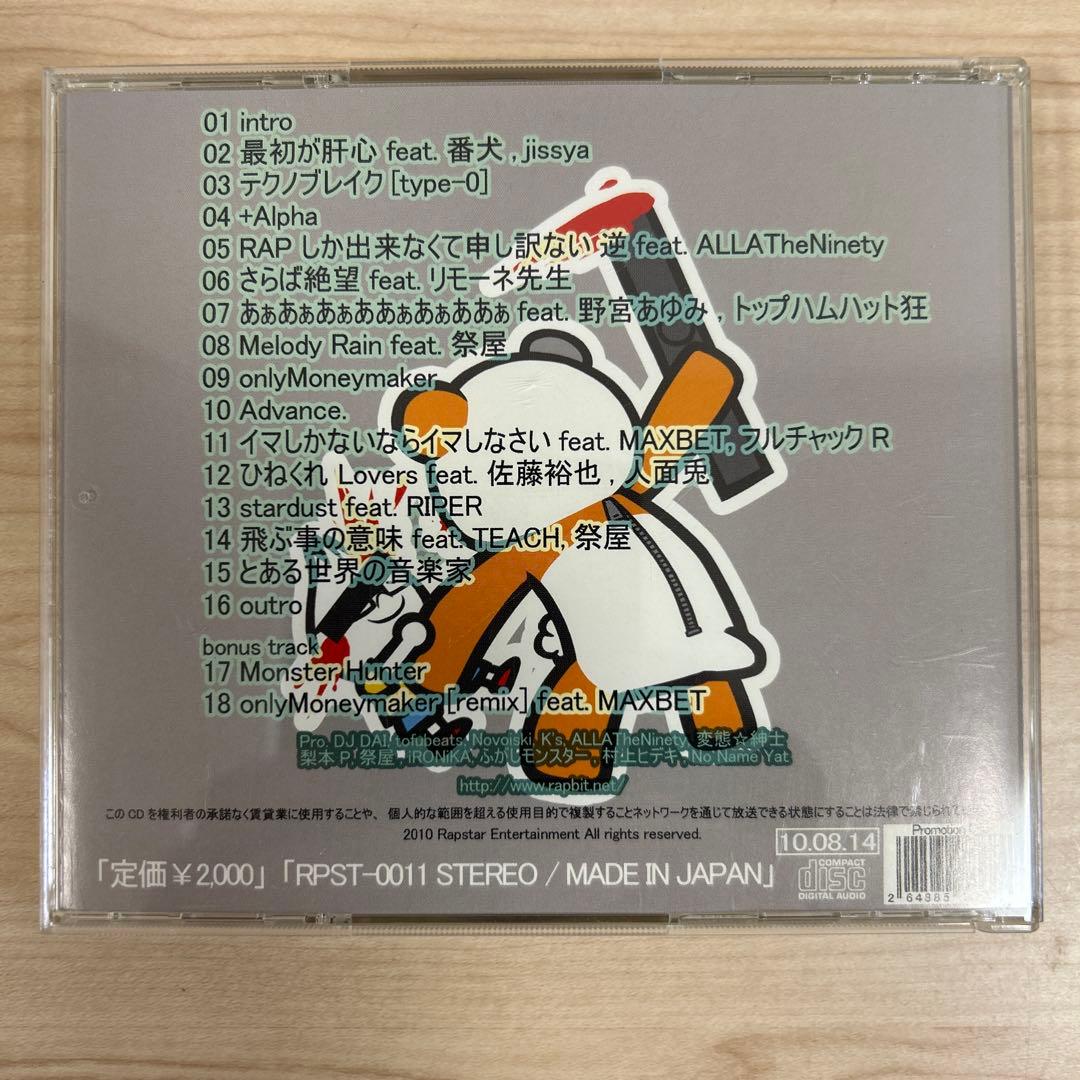 01 intro
02 最初が肝心 feat. 番犬 , jissya
03 テクノブレイク [type-0]
04 +Alpha
05 RAP しか出来なくて申し訳ない 逆 feat. ALLATheNinety
06 さらば絶望 feat. リモーネ先生
07 あぁあぁぁああああぁあぁああぁ feat. 野宮あゆみ , トップハムハット狂
08 Melody Rain feat. 祭屋
09 onlyMoneymaker
10 Advance.
11 イマしかないならイマしなさい feat. MAXBET, フルチャック R
12 ひねくれ Lovers feat. 佐藤裕也 , 人面兎
13 stardust feat. RIPER
14 飛ぶ事の意味 feat. TEACH, 祭屋
15 とある世界の音楽家
16 outro
bonus track
17 Monster Hunter
18 onlyMoneymaker [remix] feat. MAXBET
Pro. DJ DAI, tofubeats, Novoiski, K's, ALLATheNinety, 変態☆紳士
梨本 P, 祭屋 , iRONiKA, ふかしモンスター , 村上ヒデキ , No Name Yat
http://www.rapbit.net/
この CD を権利者の承諾なく賃貸業に使用することや、 個人的な範囲を超える使用目的で複製することネットワークを通じて放送できる状態にすることは法律で禁じられて
2010 Rapstar Entertainment All rights reserved.
10.08.14
Promotion
「定価 ￥2,000」「RPST-0011 STEREO / MADE IN JAPAN」
COMPACT
disc
DIGITAL AUDIO
2 64885